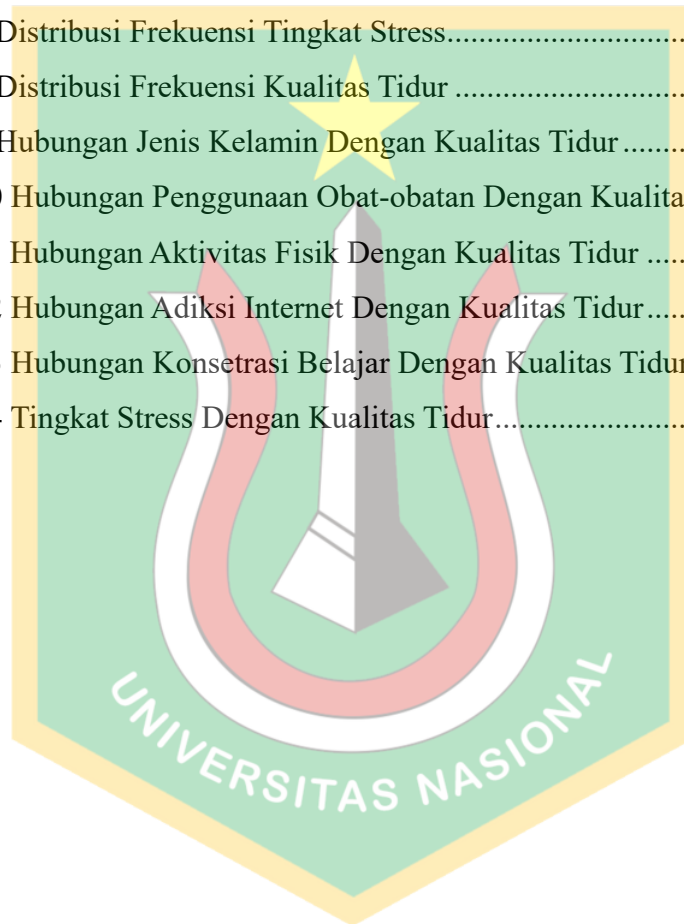 Distribusi Frekuensi Tingkat Stress..............................
Distribusi Frekuensi Kualitas Tidur .............................
Hubungan Jenis Kelamin Dengan Kualitas Tidur ........
Hubungan Penggunaan Obat-obatan Dengan Kualita
Hubungan Aktivitas Fisik Dengan Kualitas Tidur .....
2 Hubungan Adiksi Internet Dengan Kualitas Tidur.....
Hubungan Konsetrasi Belajar Dengan Kualitas Tidur
Tingkat Stress Dengan Kualitas Tidur........................
UNIVERSITAS NASIONAL